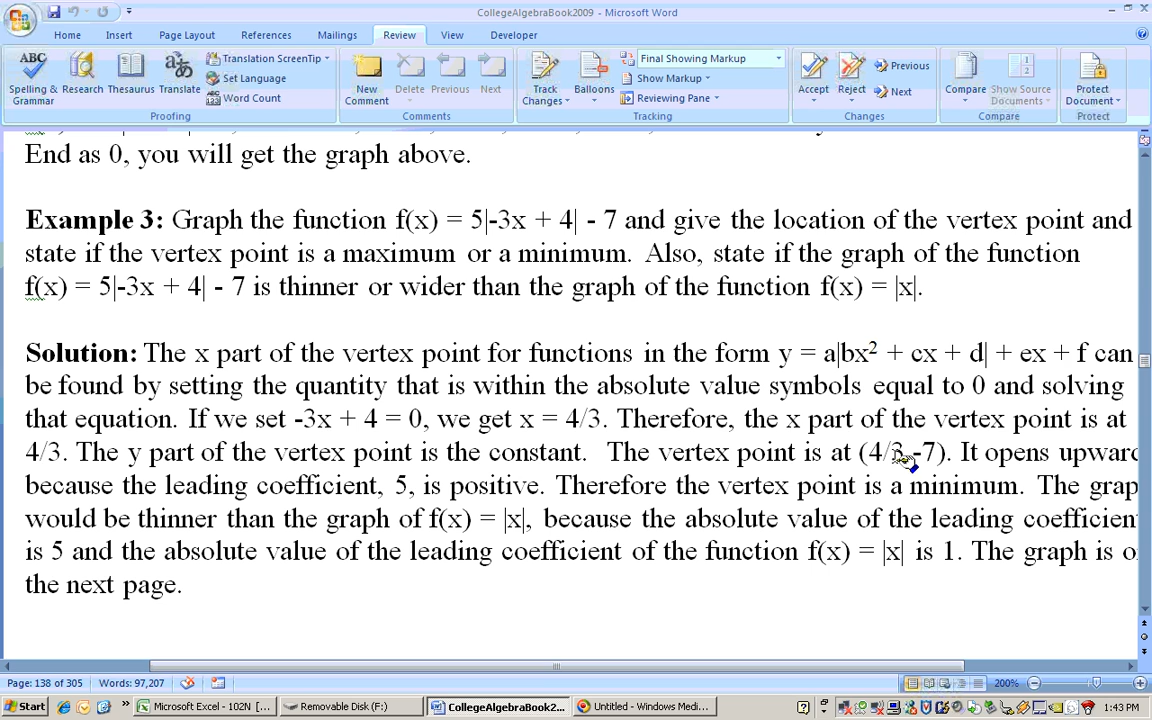 CollegeAlgebraBook2009 - Microsoft Word
Home Insert Page Layout References Mailings Review View Developer
ABC Translation ScreenTip Final Showing Markup Previous
Set Language Show Markup
Spelling & Grammar Research Thesaurus Translate Word Count New Comment Delete Previous Next Track Changes Balloons Reviewing Pane Accept Reject Next Compare Show Source Documents Protect Document
Proofing Comments Tracking Changes Compare Protect
End as 0, you will get the graph above.
Example 3: Graph the function f(x) = 5|-3x + 4| - 7 and give the location of the vertex point and
state if the vertex point is a maximum or a minimum. Also, state if the graph of the function
f(x) = 5|-3x + 4| - 7 is thinner or wider than the graph of the function f(x) = |x|.
Solution: The x part of the vertex point for functions in the form y = a|bx² + cx + d| + ex + f can
be found by setting the quantity that is within the absolute value symbols equal to 0 and solving
that equation. If we set -3x + 4 = 0, we get x = 4/3. Therefore, the x part of the vertex point is at
4/3. The y part of the vertex point is the constant. The vertex point is at (4/3, -7). It opens upward
because the leading coefficient, 5, is positive. Therefore the vertex point is a minimum. The grap
would be thinner than the graph of f(x) = |x|, because the absolute value of the leading coefficien
is 5 and the absolute value of the leading coefficient of the function f(x) = |x| is 1. The graph is o
the next page.
Page: 138 of 305 Words: 97,207 200%
Start Microsoft Excel - 102N [ ... Removable Disk (F:) CollegeAlgebraBook2... Untitled - Windows Medi... 1:43 PM